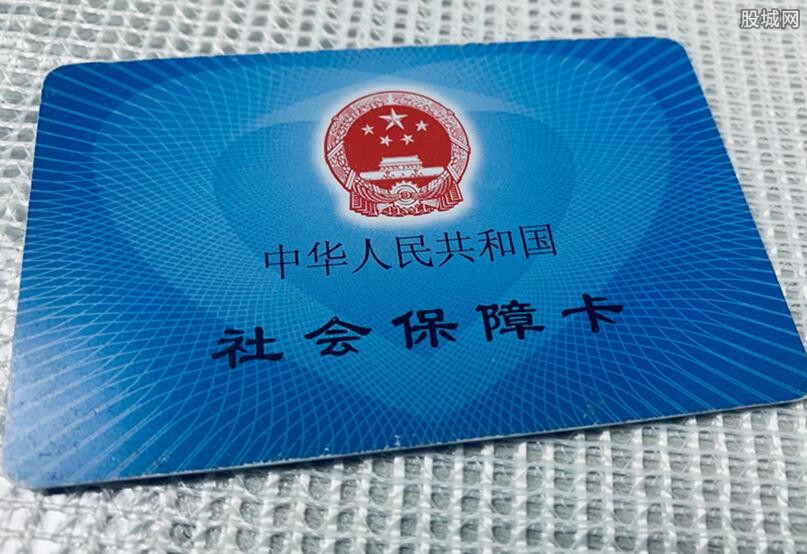 股城网
中华人民共和国
社会保障卡